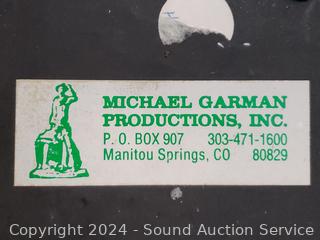 MICHAEL GARMAN
PRODUCTIONS, INC.
P. O. BOX 907 303-471-1600
Manitou Springs, CO 80829
Copyright © 2024 - Sound Auction Service